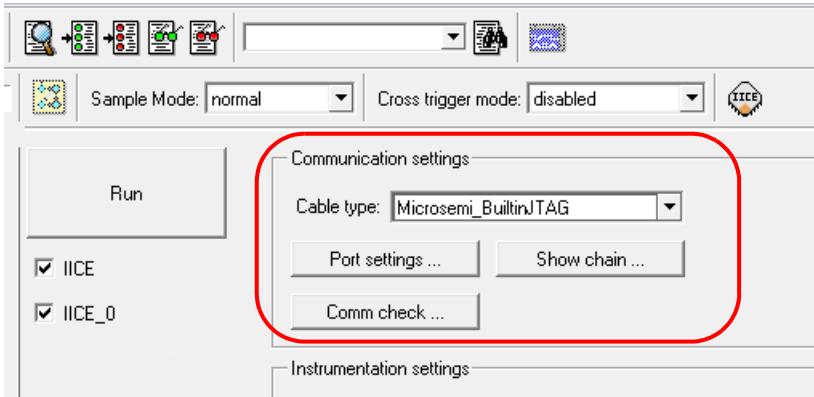 Sample Mode: normal Cross trigger mode: disabled IICE
Communication settings
Run
Cable type: Microsemi_BuiltinJTAG
Port settings ... Show chain ...
IICE
IICE_0
Comm check ...
Instrumentation settings